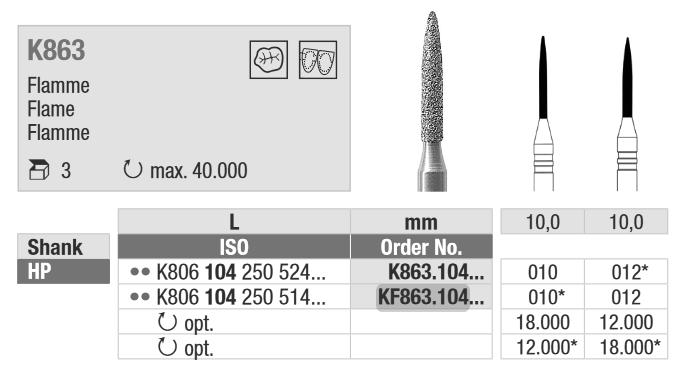 K863
Flamme
Flame
Flamme
3 max. 40.000
L mm 10,0 10,0
Shank ISO Order No.
HP •• K806 104 250 524... K863.104... 010 012*
•• K806 104 250 514... KF863.104... 010* 012
opt. 18.000 12.000
opt. 12.000* 18.000*